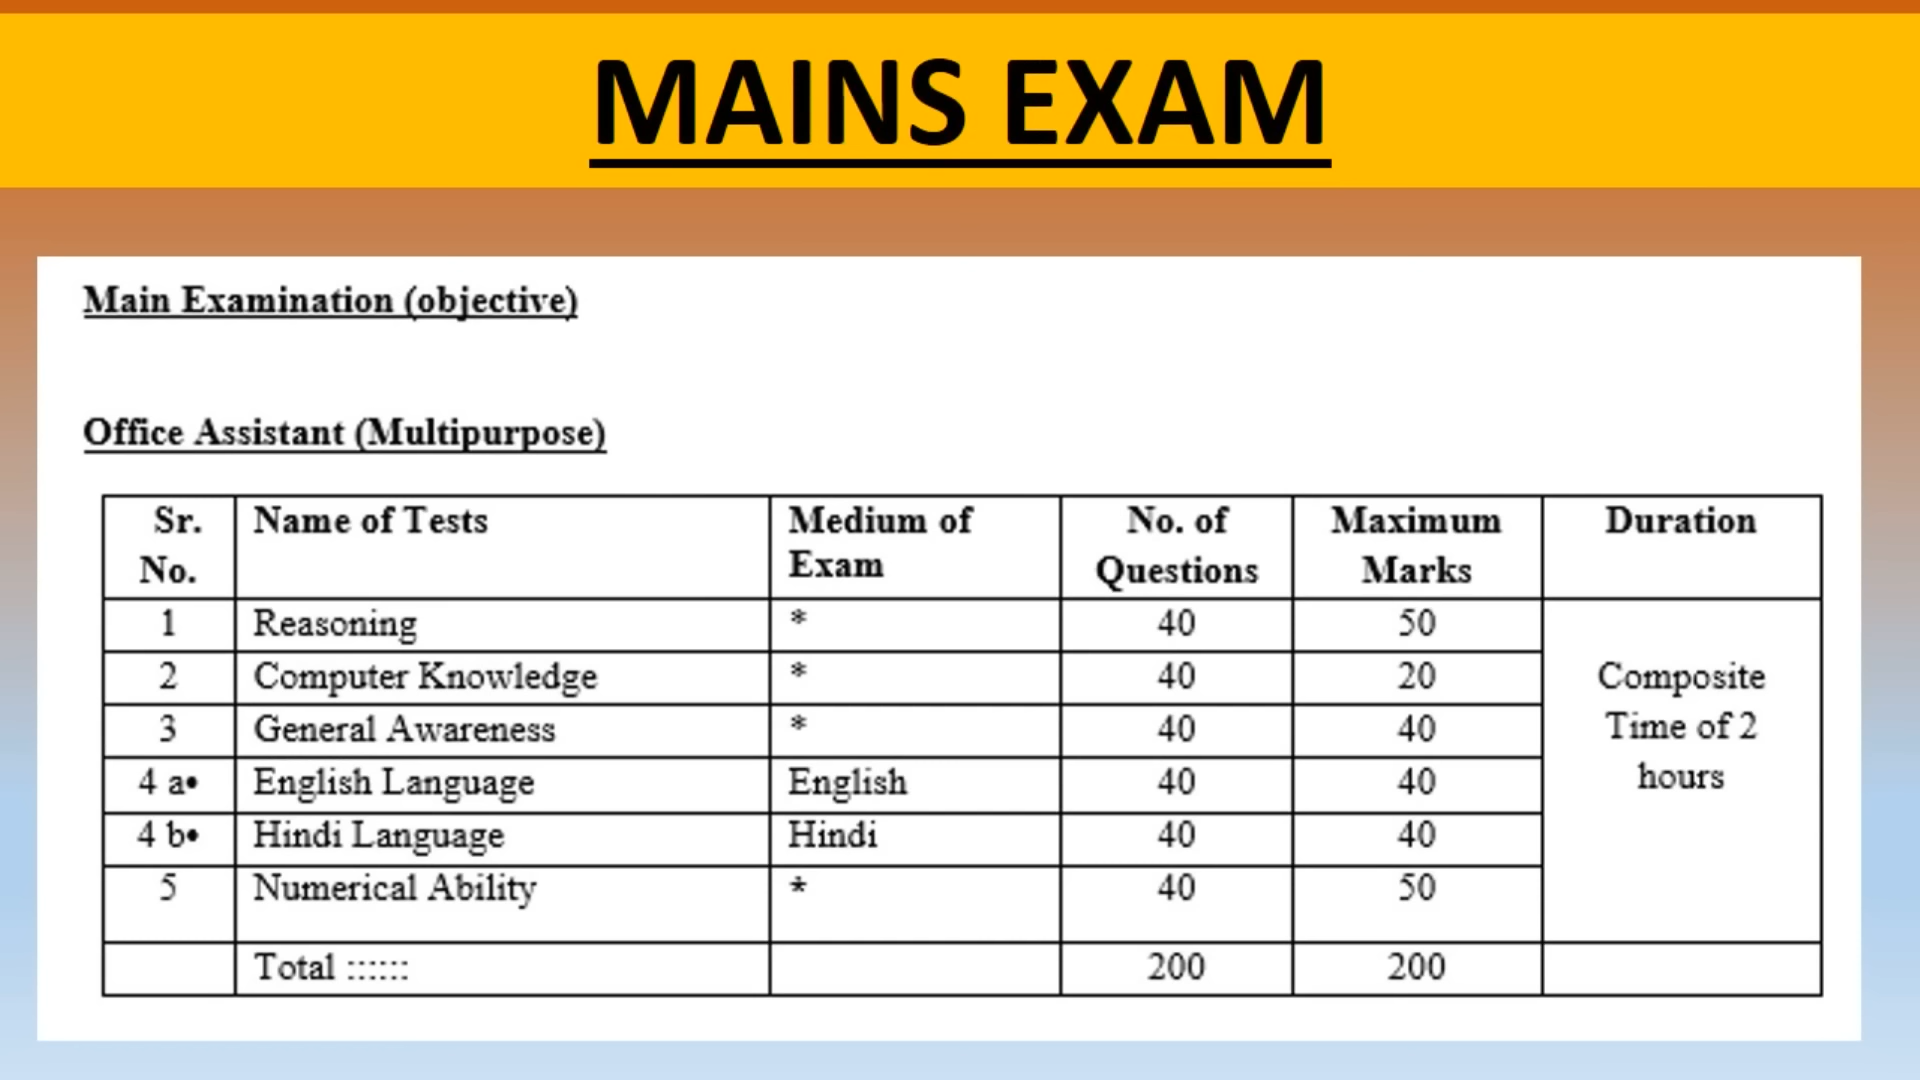 MAINS EXAM
Main Examination (objective)
Office Assistant (Multipurpose)
Sr. No. Name of Tests Medium of Exam No. of Questions Maximum Marks Duration
1 Reasoning * 40 50 Composite Time of 2 hours
2 Computer Knowledge * 40 20
3 General Awareness * 40 40
4 a• English Language English 40 40
4 b• Hindi Language Hindi 40 40
5 Numerical Ability * 40 50
Total :::::: 200 200